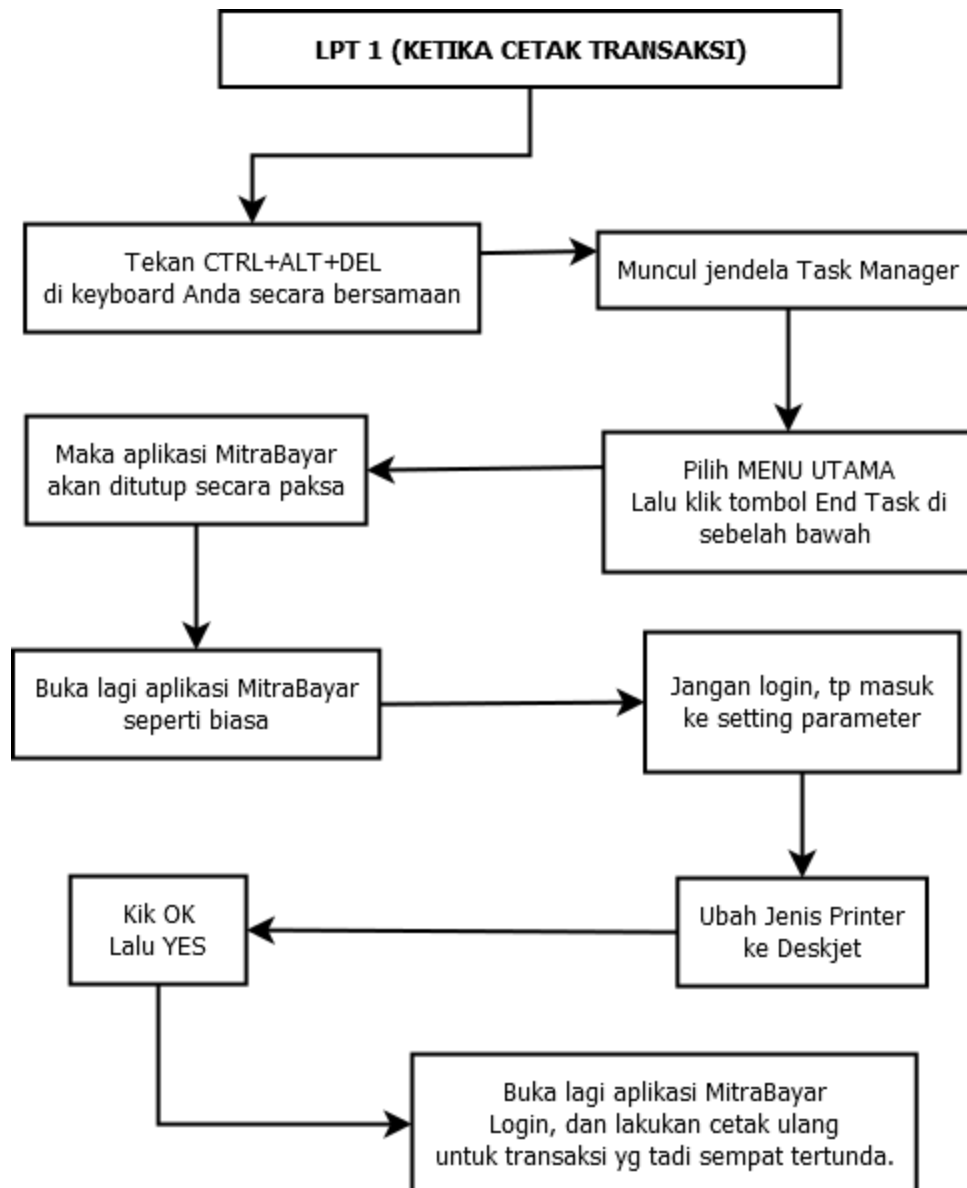 LPT 1 (KETIKA CETAK TRANSAKSI)
Tekan CTRL+ALT+DEL
di keyboard Anda secara bersamaan
Muncul jendela Task Manager
Pilih MENU UTAMA
Lalu klik tombol End Task di
sebelah bawah
Maka aplikasi MitraBayar
akan ditutup secara paksa
Buka lagi aplikasi MitraBayar
seperti biasa
Jangan login, tp masuk
ke setting parameter
Ubah Jenis Printer
ke Deskjet
Kik OK
Lalu YES
Buka lagi aplikasi MitraBayar
Login, dan lakukan cetak ulang
untuk transaksi yg tadi sempat tertunda.